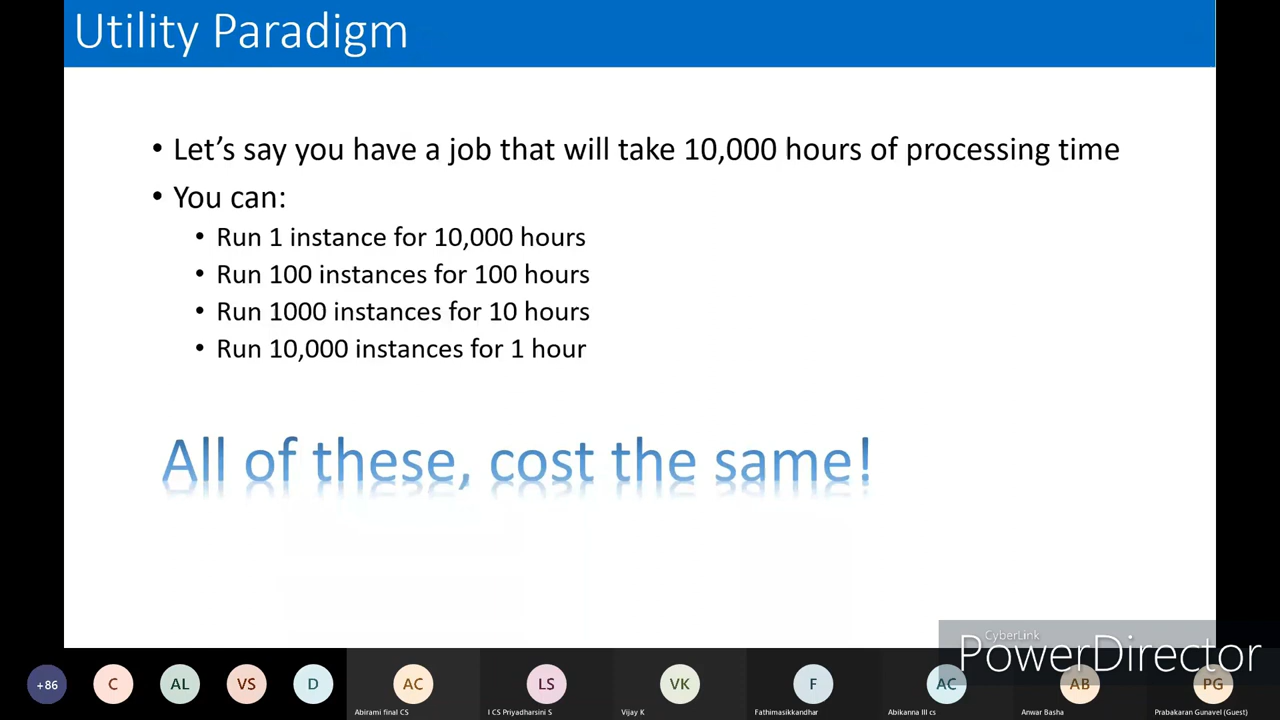 Utility Paradigm
• Let's say you have a job that will take 10,000 hours of processing time
• You can:
• Run 1 instance for 10,000 hours
• Run 100 instances for 100 hours
• Run 1000 instances for 10 hours
• Run 10,000 instances for 1 hour
All of these, cost the same!
CyberLink
PowerDirector
+86 C AL VS D AC LS VK F AC AB PG
Abirami final CS I CS Priyadharsini S Vijay K Fathimasikkandhar Abikanna III cs Anwar Basha Prabakaran Gunavel (Guest)